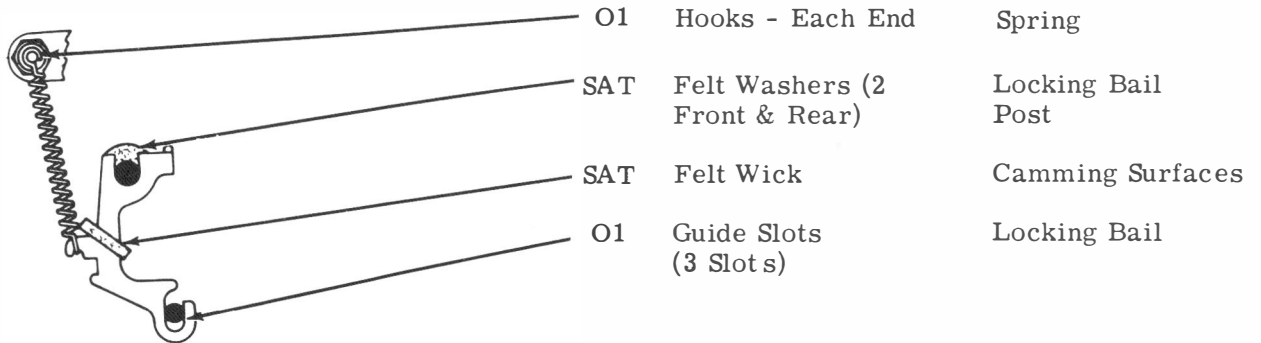 O1 Hooks - Each End Spring
SAT Felt Washers (2 Locking Bail
Front & Rear) Post
SAT Felt Wick Camming Surfaces
O1 Guide Slots Locking Bail
(3 Slots)